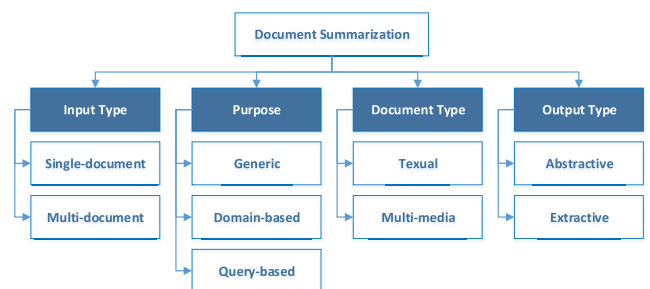 Document Summarization
Input Type
Purpose
Document Type
Output Type
Single-document
Generic
Texual
Abstractive
Multi-document
Domain-based
Multi-media
Extractive
Query-based